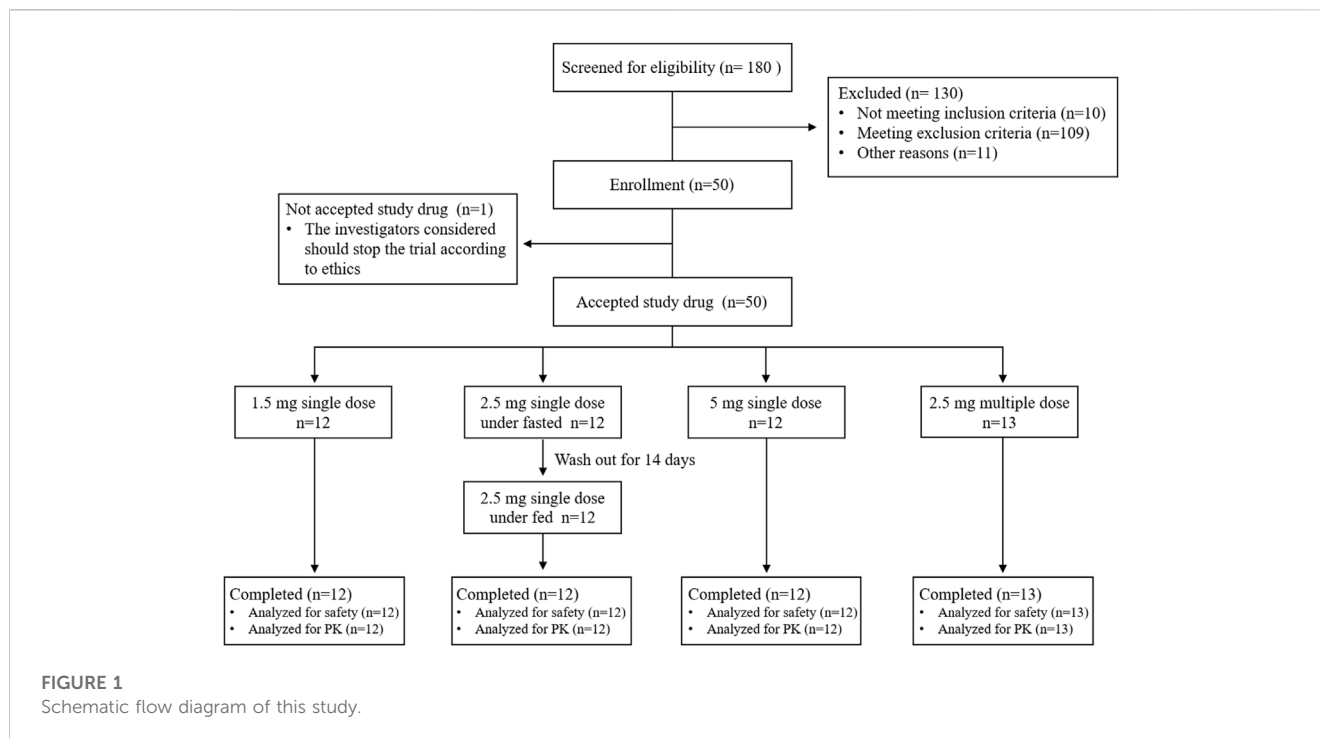 Screened for eligibility (n= 180 )
Excluded (n= 130)
• Not meeting inclusion criteria (n=10)
• Meeting exclusion criteria (n=109)
• Other reasons (n=11)
Enrollment (n=50)
Not accepted study drug (n=1)
• The investigators considered
should stop the trial according
to ethics
Accepted study drug (n=50)
1.5 mg single dose
n=12
2.5 mg single dose
under fasted n=12
5 mg single dose
n=12
2.5 mg multiple dose
n=13
Wash out for 14 days
2.5 mg single dose
under fed n=12
Completed (n=12)
• Analyzed for safety (n=12)
• Analyzed for PK (n=12)
Completed (n=12)
• Analyzed for safety (n=12)
• Analyzed for PK (n=12)
Completed (n=12)
• Analyzed for safety (n=12)
• Analyzed for PK (n=12)
Completed (n=13)
• Analyzed for safety (n=13)
• Analyzed for PK (n=13)
FIGURE 1
Schematic flow diagram of this study.